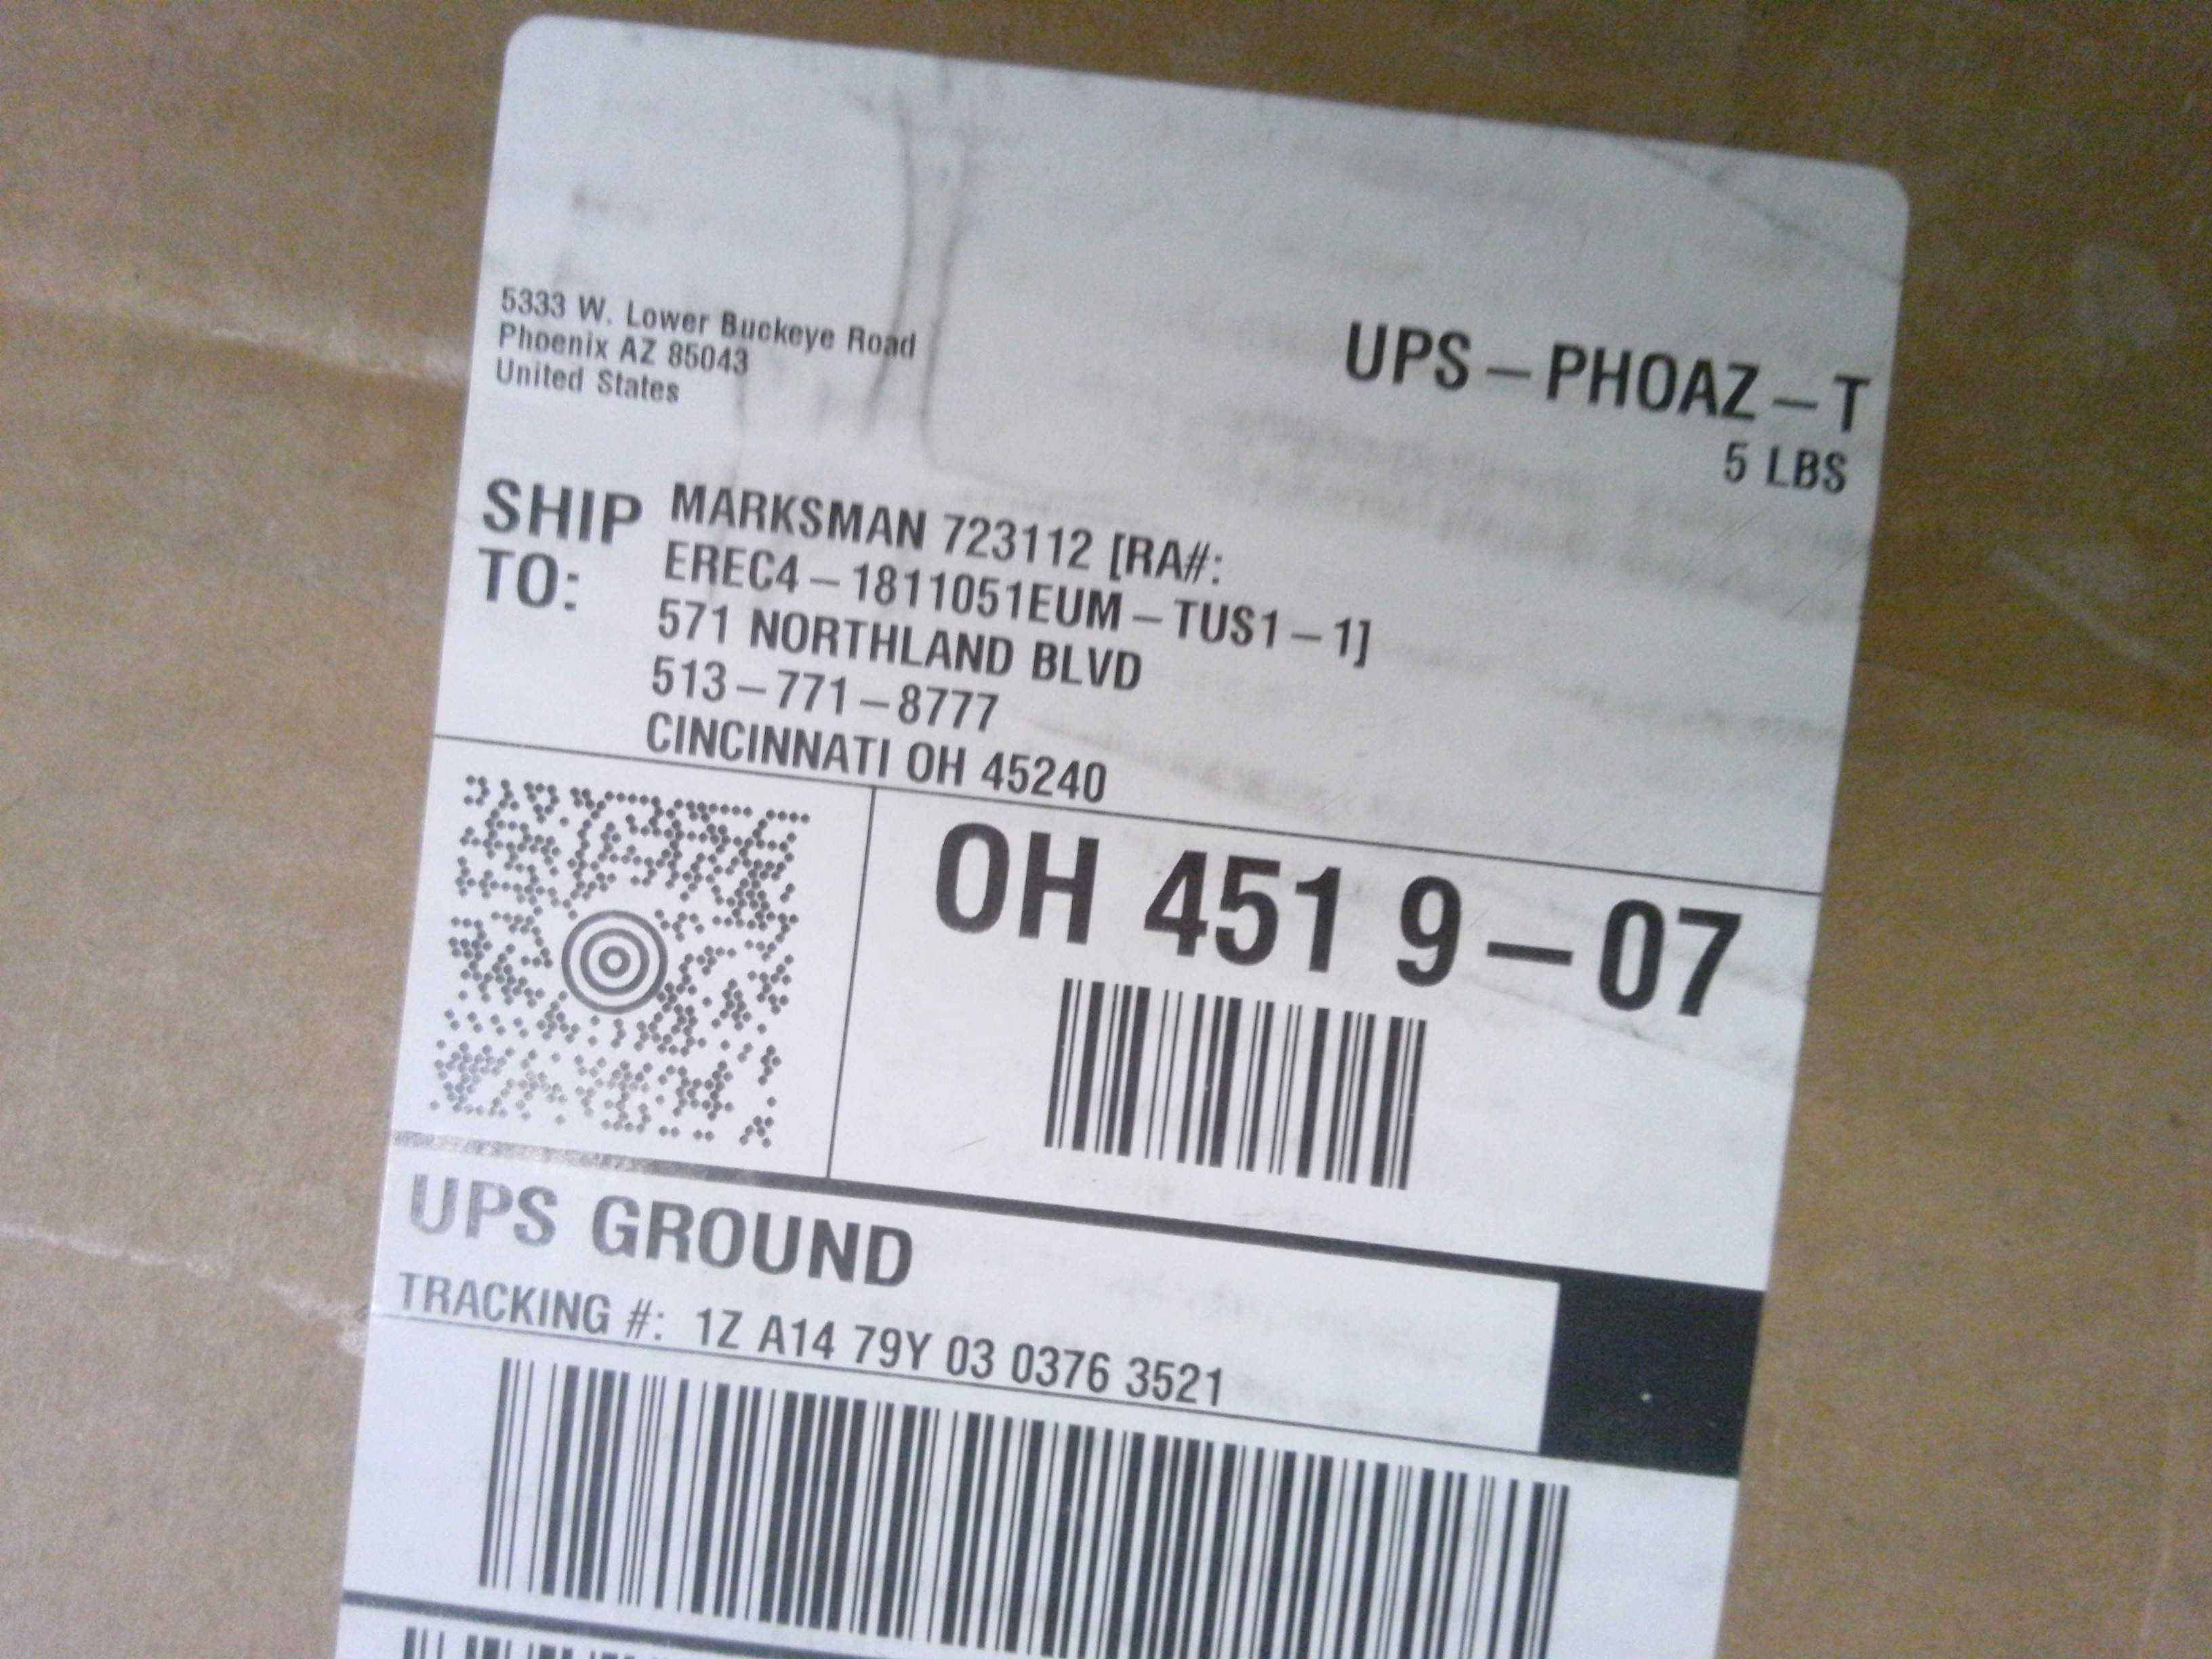 5333 W. Lower Buckeye Road
Phoenix AZ 85043
United States
UPS – PHOAZ – T
5 LBS
SHIP TO:
MARKSMAN 723112 [RA#:
EREC4 – 1811051EUM – TUS1 – 1]
571 NORTHLAND BLVD
513 – 771 – 8777
CINCINNATI OH 45240
OH 451 9 – 07
UPS GROUND
TRACKING #: 1Z A14 79Y 03 0376 3521